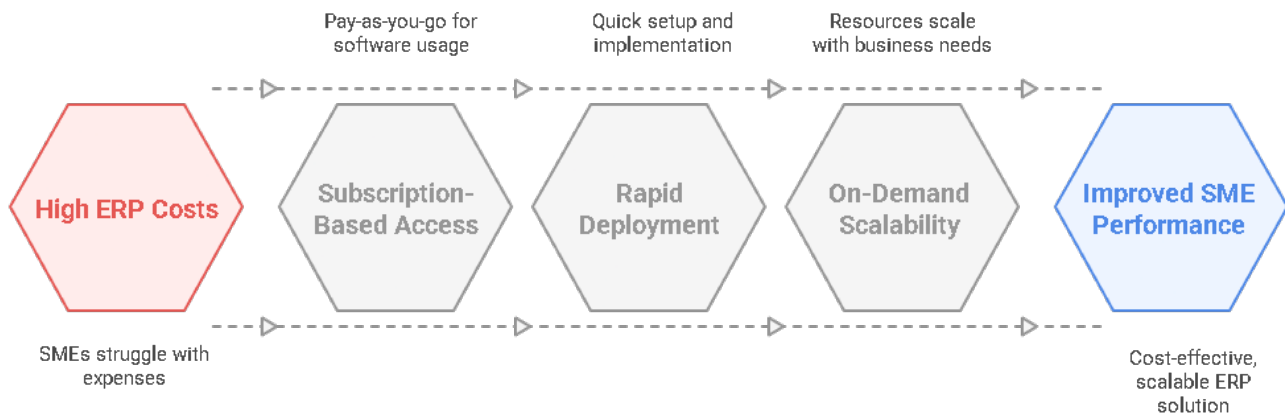 Pay-as-you-go for
software usage
Quick setup and
implementation
Resources scale
with business needs
High ERP Costs
Subscription-
Based Access
Rapid
Deployment
On-Demand
Scalability
Improved SME
Performance
SMEs struggle with
expenses
Cost-effective,
scalable ERP
solution